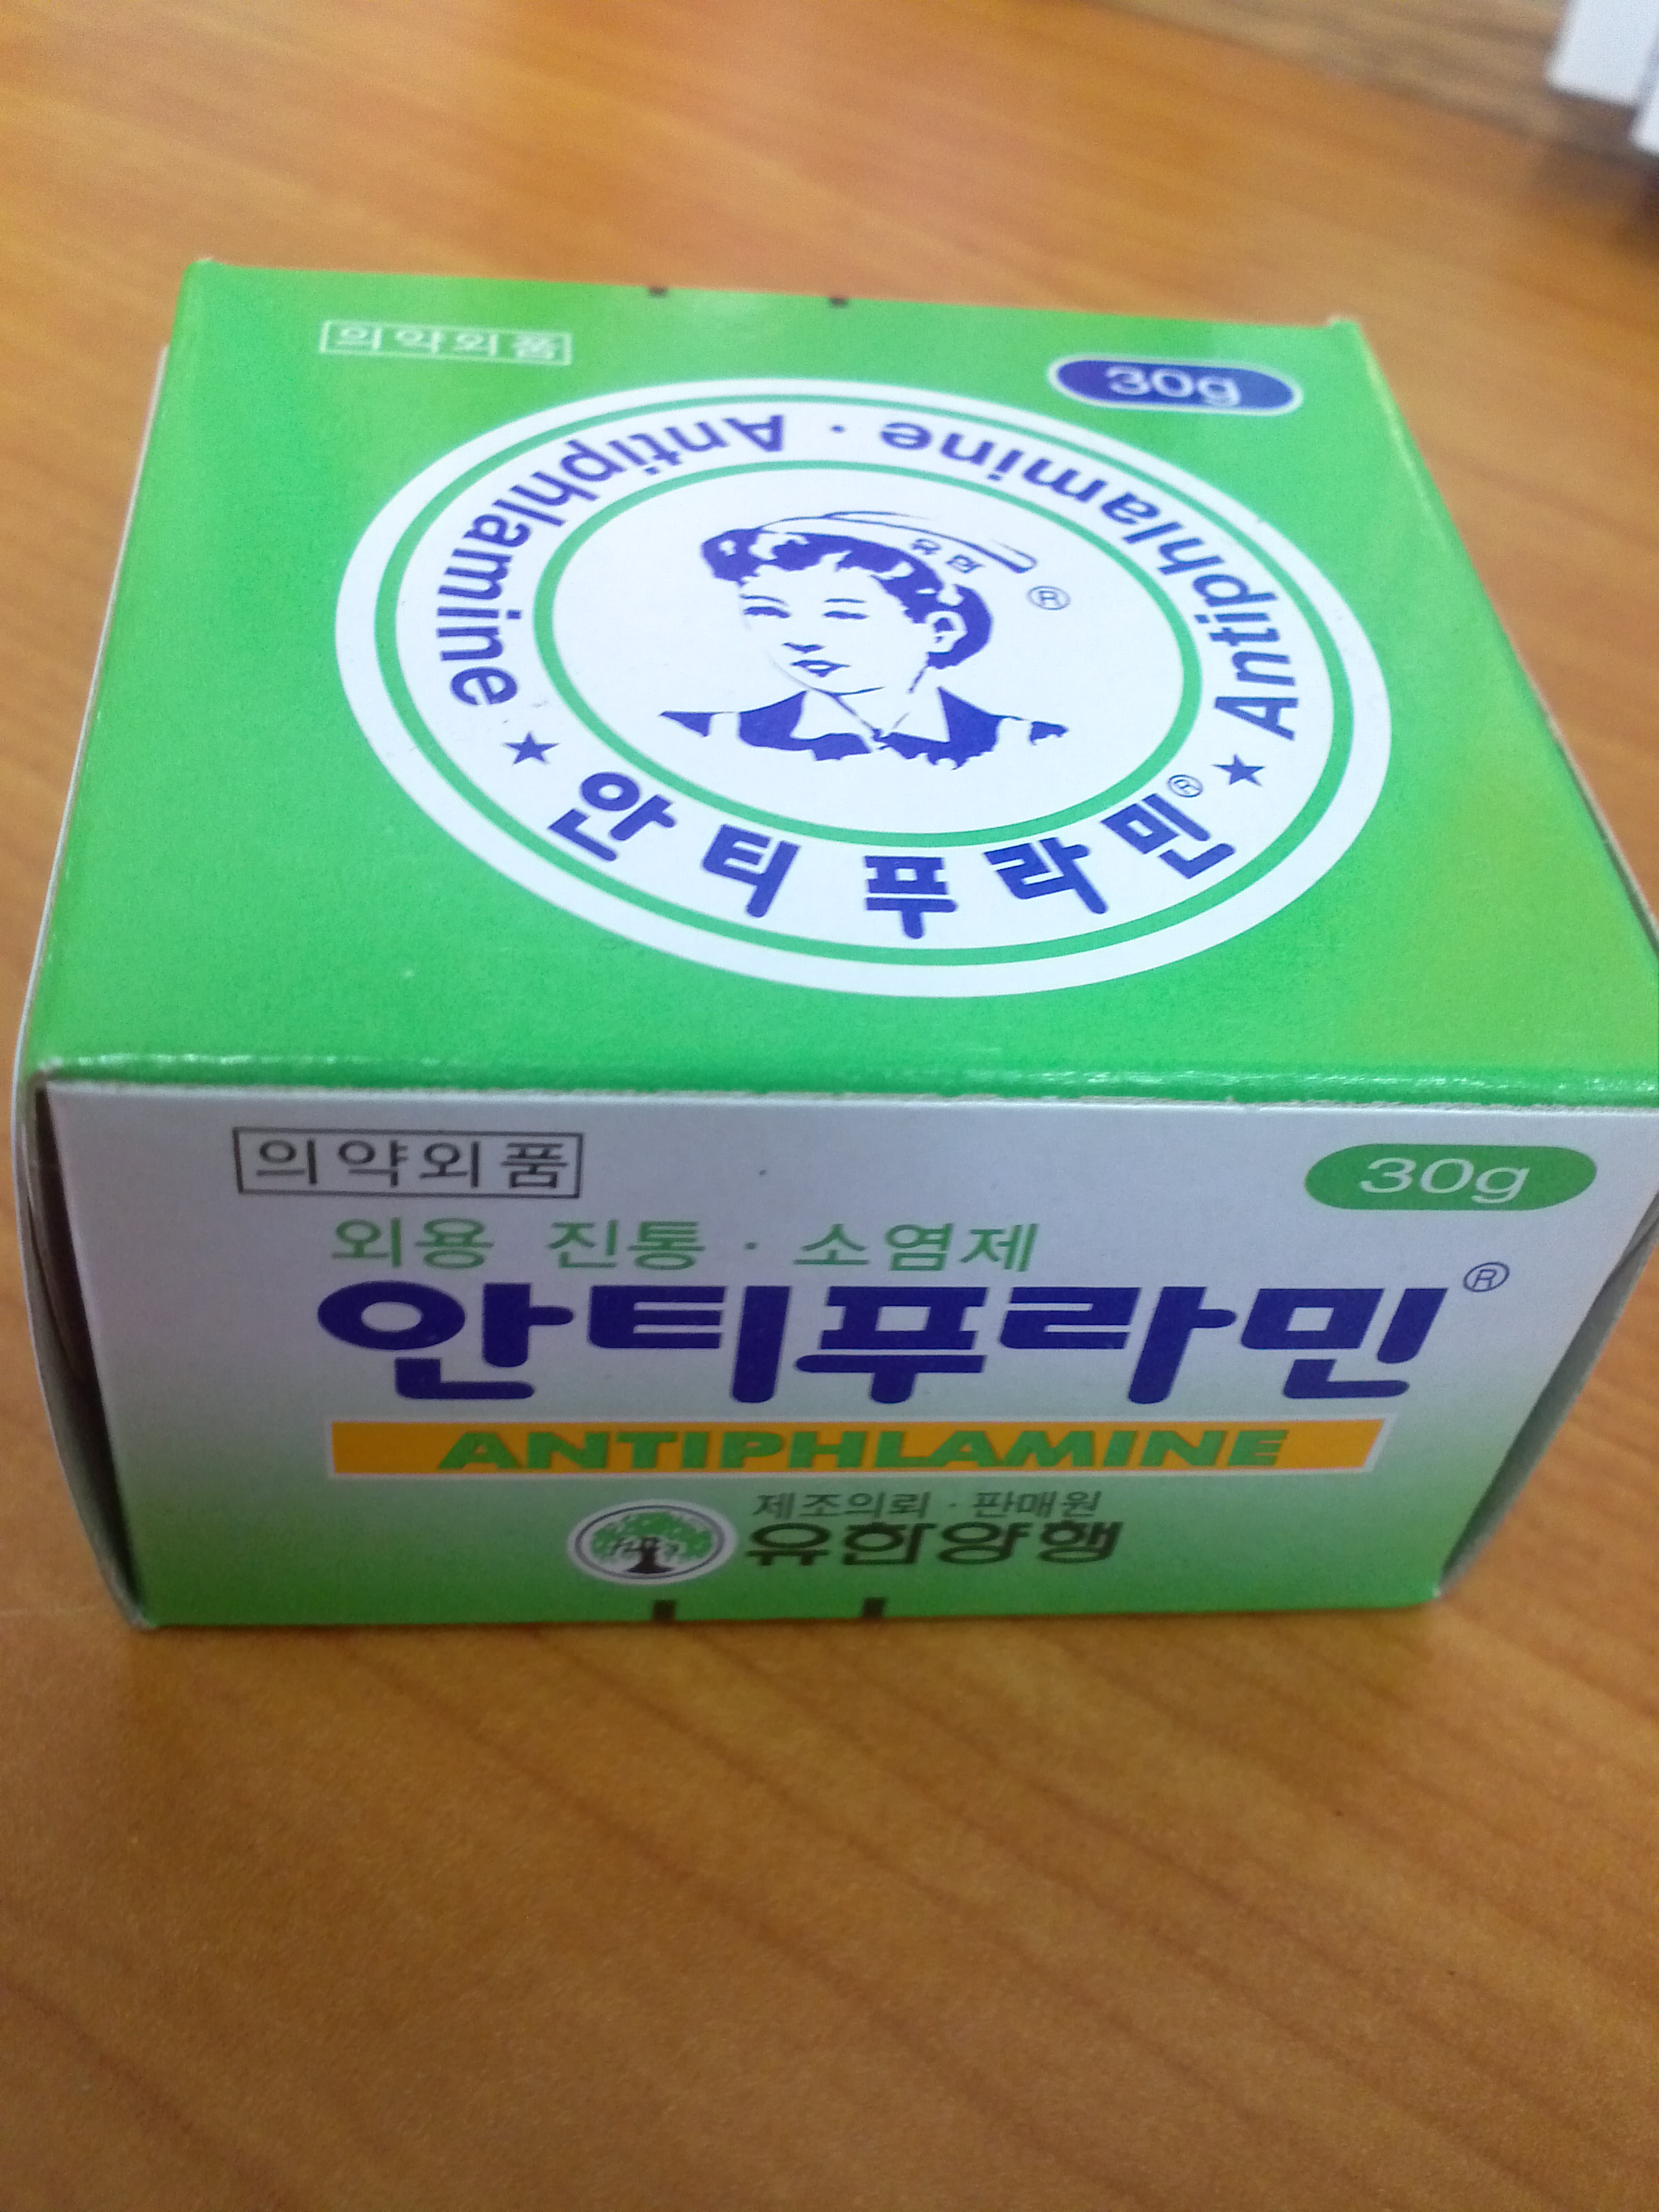 의약외품
30g
Antiphlamine · Antiphlamine
유한
®
★ 안티푸라민® ★
의약외품
30g
외용 진통 · 소염제
안티푸라민®
ANTIPHLAMINE
제조의뢰 · 판매원
유한양행